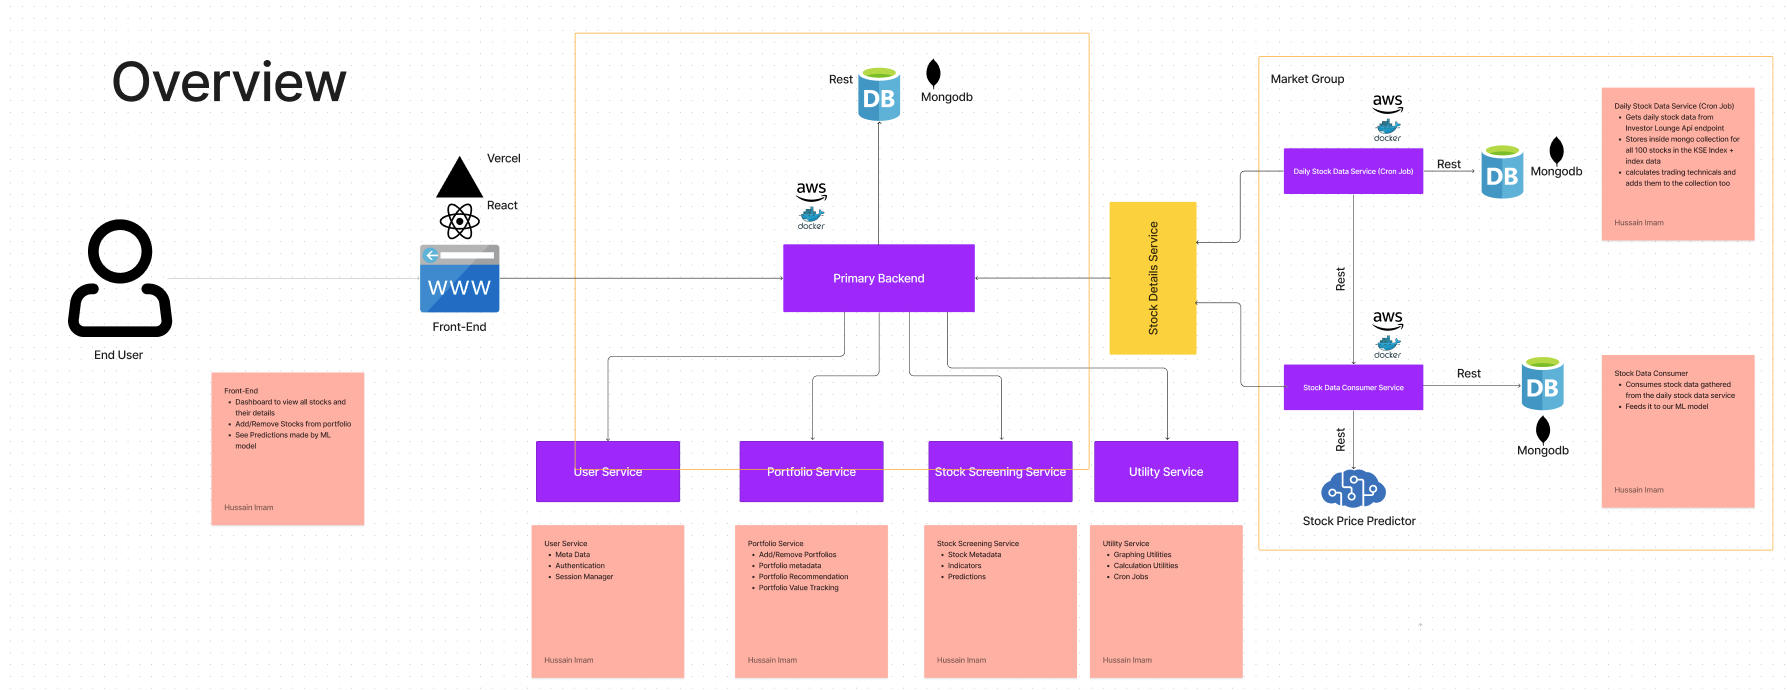 Overview
End User
Vercel
React
WWW
Front-End
Front-End
Dashboard to view all stocks and
their details
Add/Remove Stocks from portfolio
See Predictions made by ML
model
Hussain Imam
Rest
DB
Mongodb
aws
docker
Primary Backend
User Service
Portfolio Service
Stock Screening Service
Utility Service
User Service
Meta Data
Authentication
Session Manager
Hussain Imam
Portfolio Service
Add/Remove Portfolios
Portfolio metadata
Portfolio Recommendation
Portfolio Value Tracking
Hussain Imam
Stock Screening Service
Stock Metadata
Indicators
Predictions
Hussain Imam
Utility Service
Graphing Utilities
Calculation Utilities
Cron Jobs
Hussain Imam
Stock Details Service
Market Group
aws
docker
Daily Stock Data Service (Cron Job)
Rest
DB
Mongodb
Daily Stock Data Service (Cron Job)
Gets daily stock data from
Investor Lounge Api endpoint
Stores inside mongo collection for
all 100 stocks in the KSE Index +
index data
calculates trading technicals and
adds them to the collection too
Hussain Imam
Rest
aws
docker
Stock Data Consumer Service
Rest
DB
Mongodb
Rest
Stock Price Predictor
Stock Data Consumer
Consumes stock data gathered
from the daily stock data service
Feeds it to our ML model
Hussain Imam